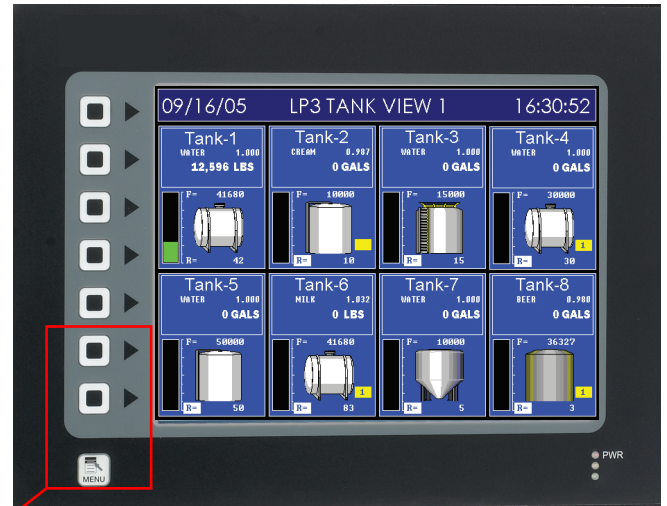 09/16/05 LP3 TANK VIEW 1 16:30:52
Tank-1 Tank-2 Tank-3 Tank-4
WATER 1.000 CREAM 0.987 WATER 1.000 WATER 1.000
12,596 LBS 0 GALS 0 GALS 0 GALS
F= 41680 F= 10000 F= 15000 F= 30000
1
R= 42 R= 10 R= 15 R= 30
Tank-5 Tank-6 Tank-7 Tank-8
WATER 1.000 MILK 1.032 WATER 1.000 BEER 0.980
0 GALS 0 LBS 0 GALS 0 GALS
F= 50000 F= 41680 F= 10000 F= 36327
1 1
R= 50 R= 83 R= 5 R= 3
MENU
PWR